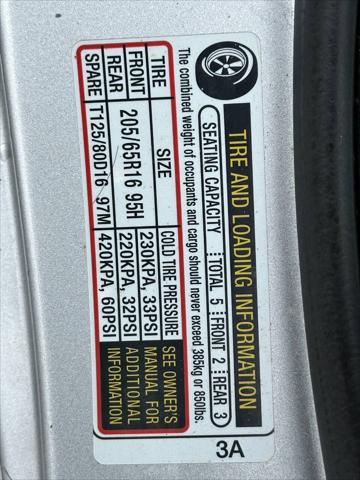 TIRE AND LOADING INFORMATION
SEATING CAPACITY TOTAL 5 FRONT 2 REAR 3
The combined weight of occupants and cargo should never exceed 385kg or 850lbs.
TIRE SIZE COLD TIRE PRESSURE SEE OWNER'S MANUAL FOR ADDITIONAL INFORMATION
FRONT 205/65R16 95H 230KPA, 33PSI
REAR 220KPA, 32PSI
SPARE T125/80D16 97M 420KPA, 60PSI
3A